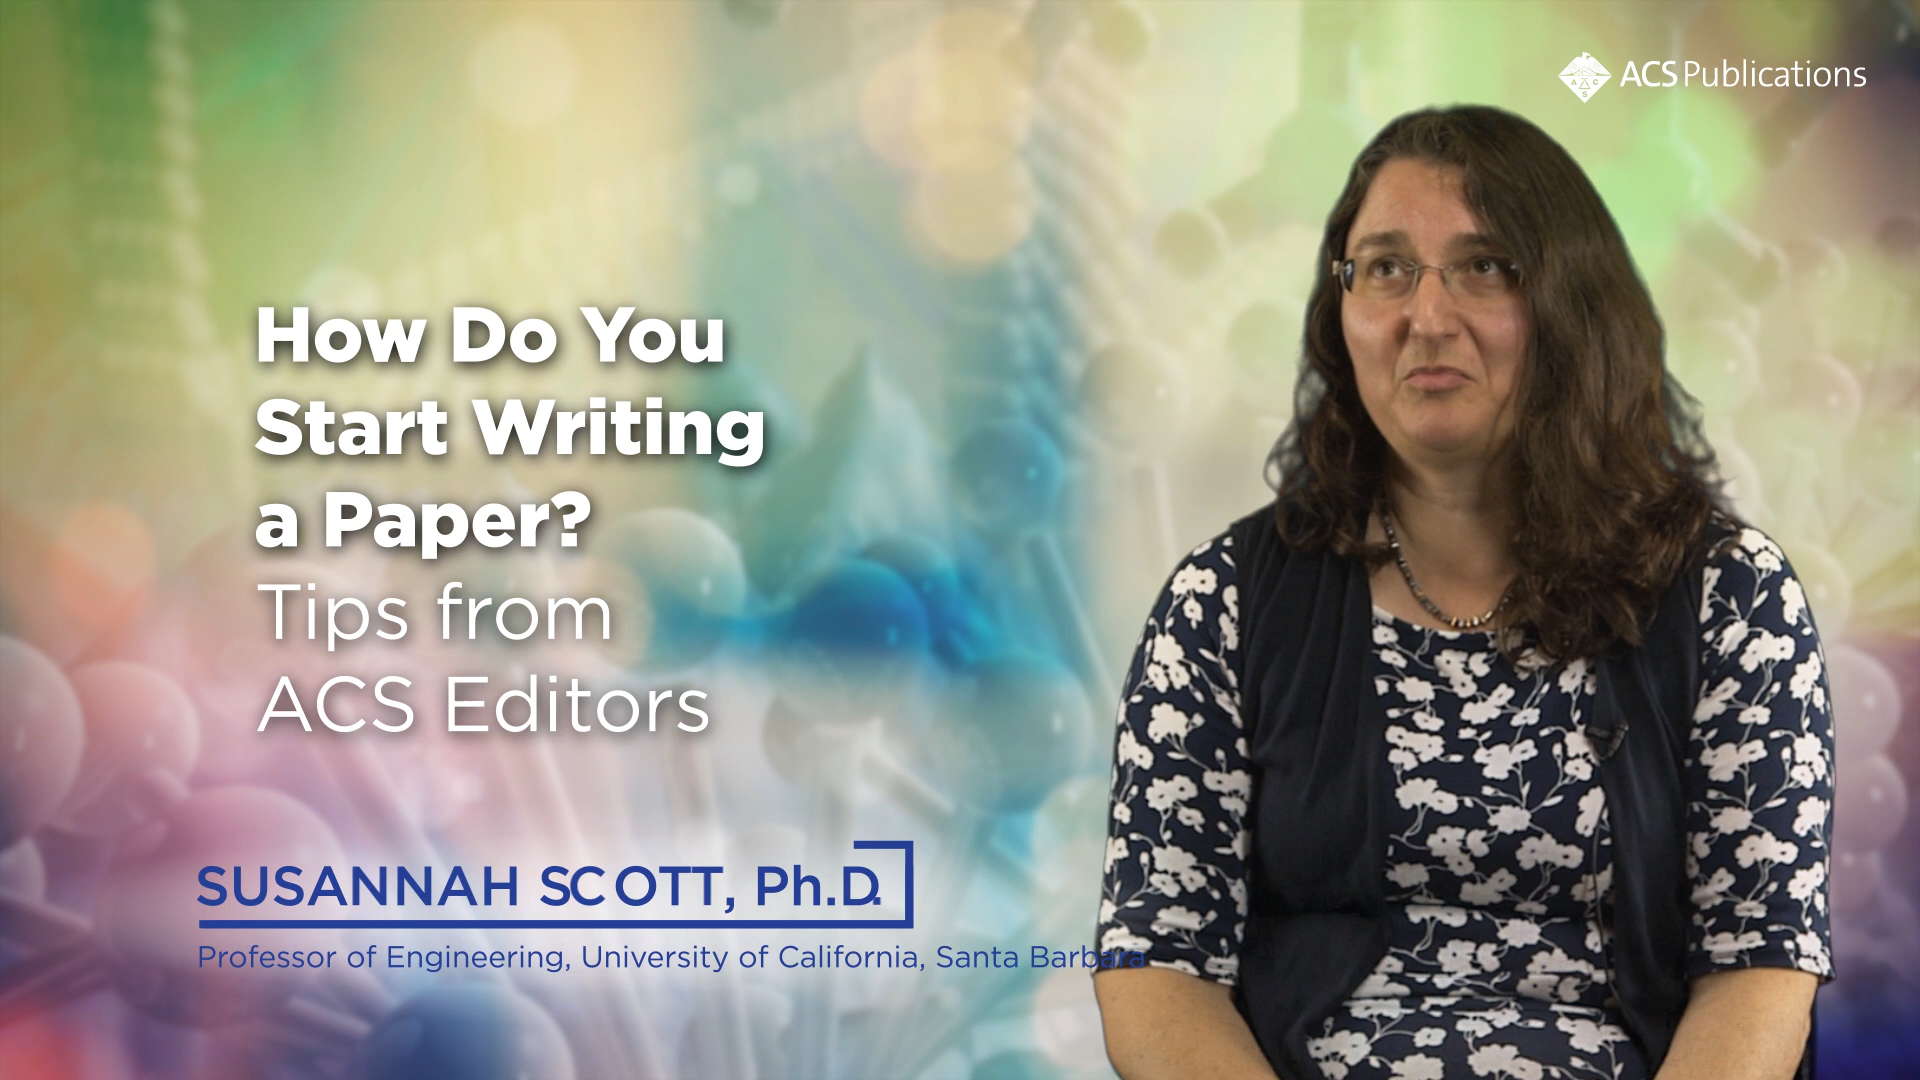 ACS Publications
A C S
How Do You
Start Writing
a Paper?
Tips from
ACS Editors
SUSANNAH SCOTT, Ph.D.
Professor of Engineering, University of California, Santa Barbara